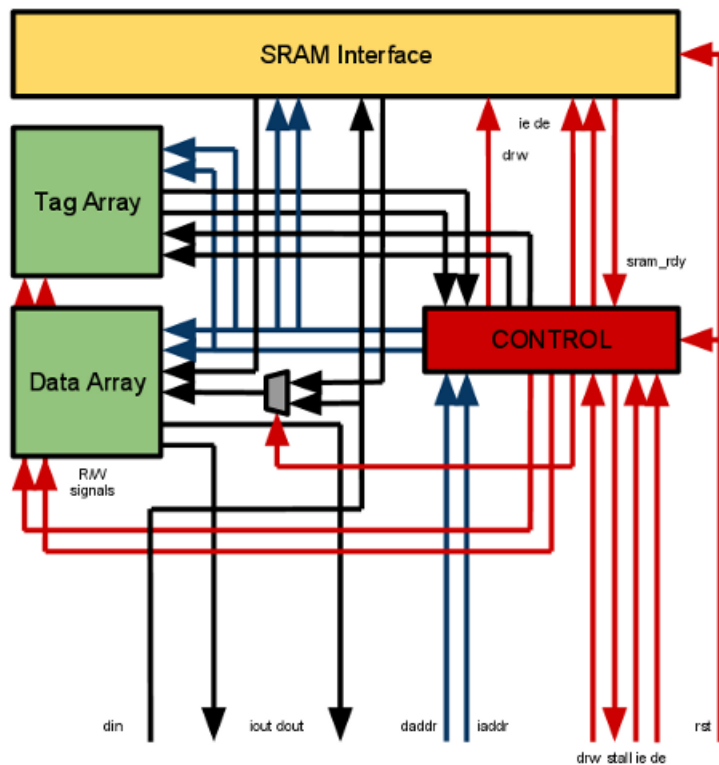 SRAM Interface
ie de
drw
Tag Array
sram_rdy
CONTROL
Data Array
R/W
signals
din
iout dout
daddr
iaddr
rst
drw stall ie de